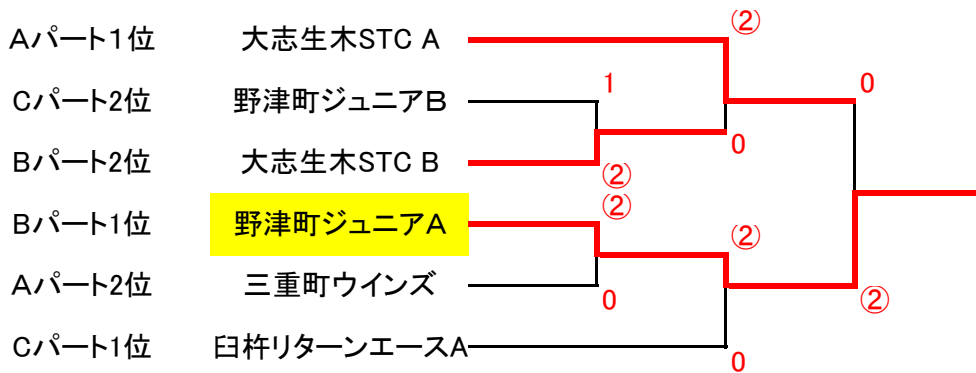 ②
Aパート1位 大志生木STC A
1 0
Cパート2位 野津町ジュニアB
0
Bパート2位 大志生木STC B
②
②
Bパート1位 野津町ジュニアA
②
Aパート2位 三重町ウインズ
0 ②
Cパート1位 臼杵リターンエースA
0